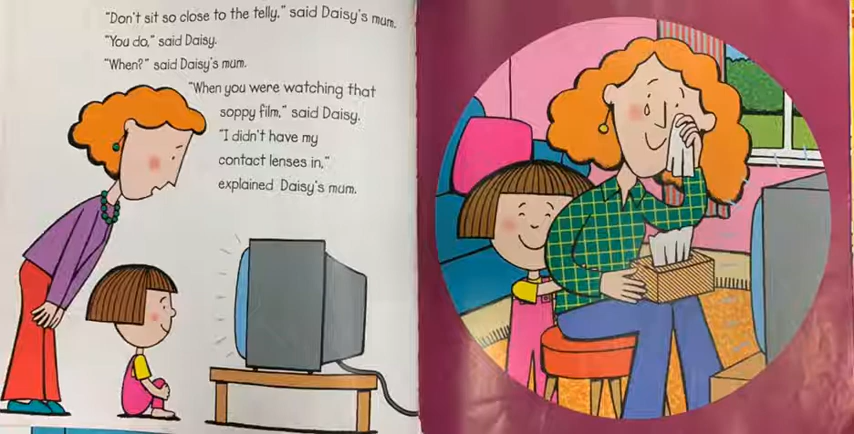 "Don't sit so close to the telly," said Daisy's mum.
"You do," said Daisy.
"When?" said Daisy's mum.
"When you were watching that
soppy film," said Daisy.
"I didn't have my
contact lenses in,"
explained Daisy's mum.